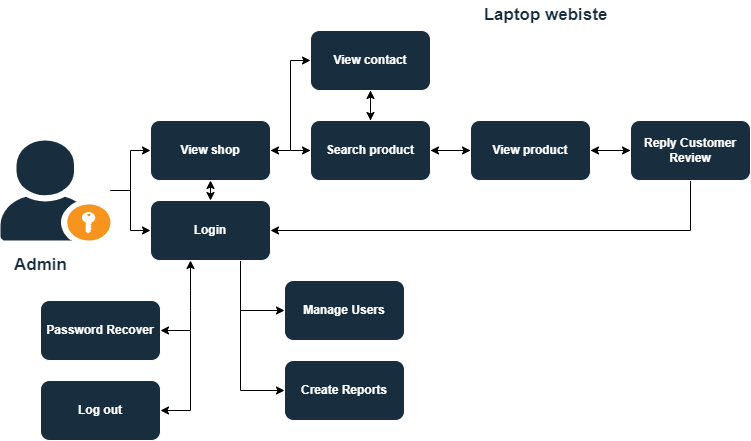 Laptop webiste
View contact
View shop
Search product
View product
Reply Customer
Review
Login
Admin
Manage Users
Password Recover
Create Reports
Log out